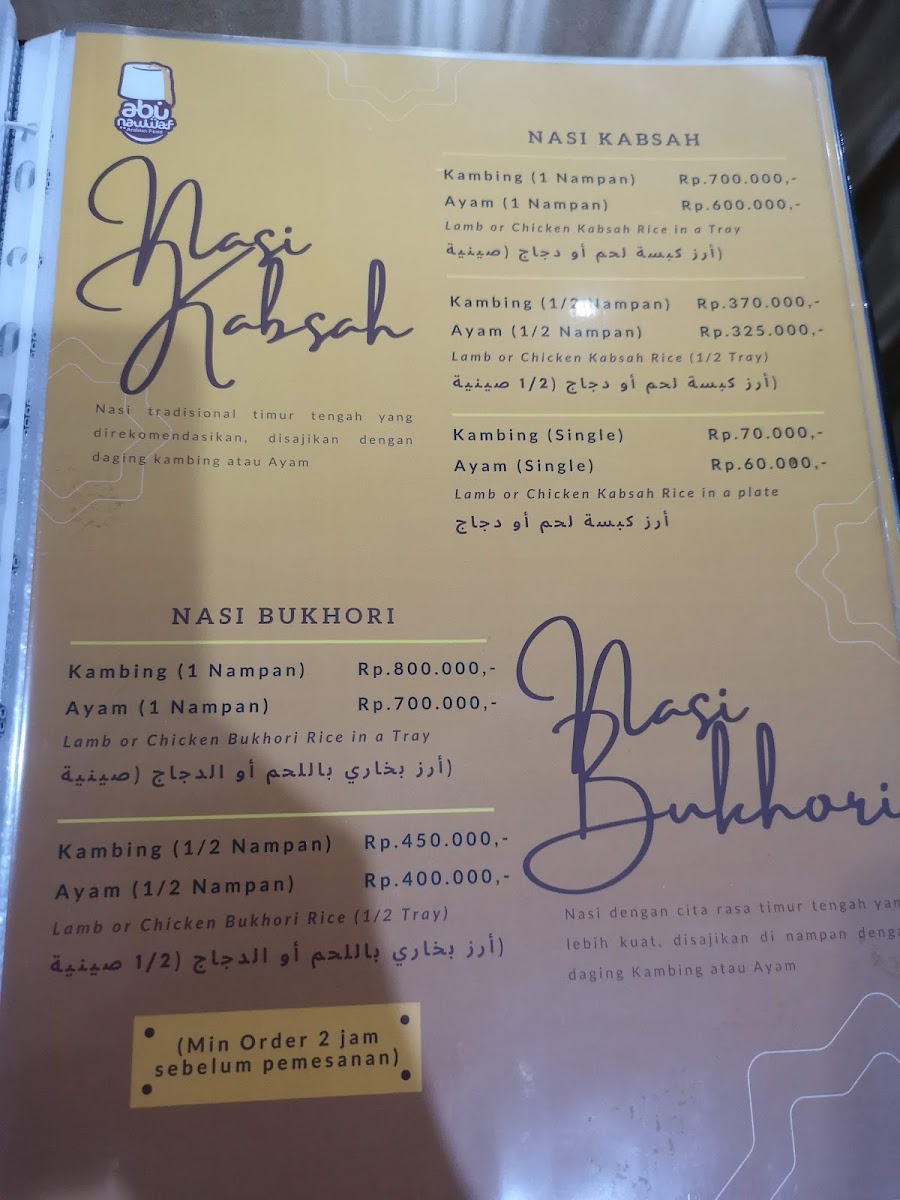 abu
nawwaf
Arabian Food
Nasi
Kabsah
Nasi tradisional timur tengah yang
direkomendasikan, disajikan dengan
daging kambing atau Ayam
NASI KABSAH
Kambing (1 Nampan) Rp.700.000,-
Ayam (1 Nampan) Rp.600.000,-
Lamb or Chicken Kabsah Rice in a Tray
أرز كبسة لحم أو دجاج (صينية)
Kambing (1/2 Nampan) Rp.370.000,-
Ayam (1/2 Nampan) Rp.325.000,-
Lamb or Chicken Kabsah Rice (1/2 Tray)
أرز كبسة لحم أو دجاج (1/2 صينية)
Kambing (Single) Rp.70.000,-
Ayam (Single) Rp.60.000,-
Lamb or Chicken Kabsah Rice in a plate
أرز كبسة لحم أو دجاج
NASI BUKHORI
Kambing (1 Nampan) Rp.800.000,-
Ayam (1 Nampan) Rp.700.000,-
Lamb or Chicken Bukhori Rice in a Tray
أرز بخاري باللحم أو الدجاج (صينية)
Kambing (1/2 Nampan) Rp.450.000,-
Ayam (1/2 Nampan) Rp.400.000,-
Lamb or Chicken Bukhori Rice (1/2 Tray)
أرز بخاري باللحم أو الدجاج (1/2 صينية)
(Min Order 2 jam
sebelum pemesanan)
Nasi
Bukhori
Nasi dengan cita rasa timur tengah yan
lebih kuat, disajikan di nampan denga
daging Kambing atau Ayam